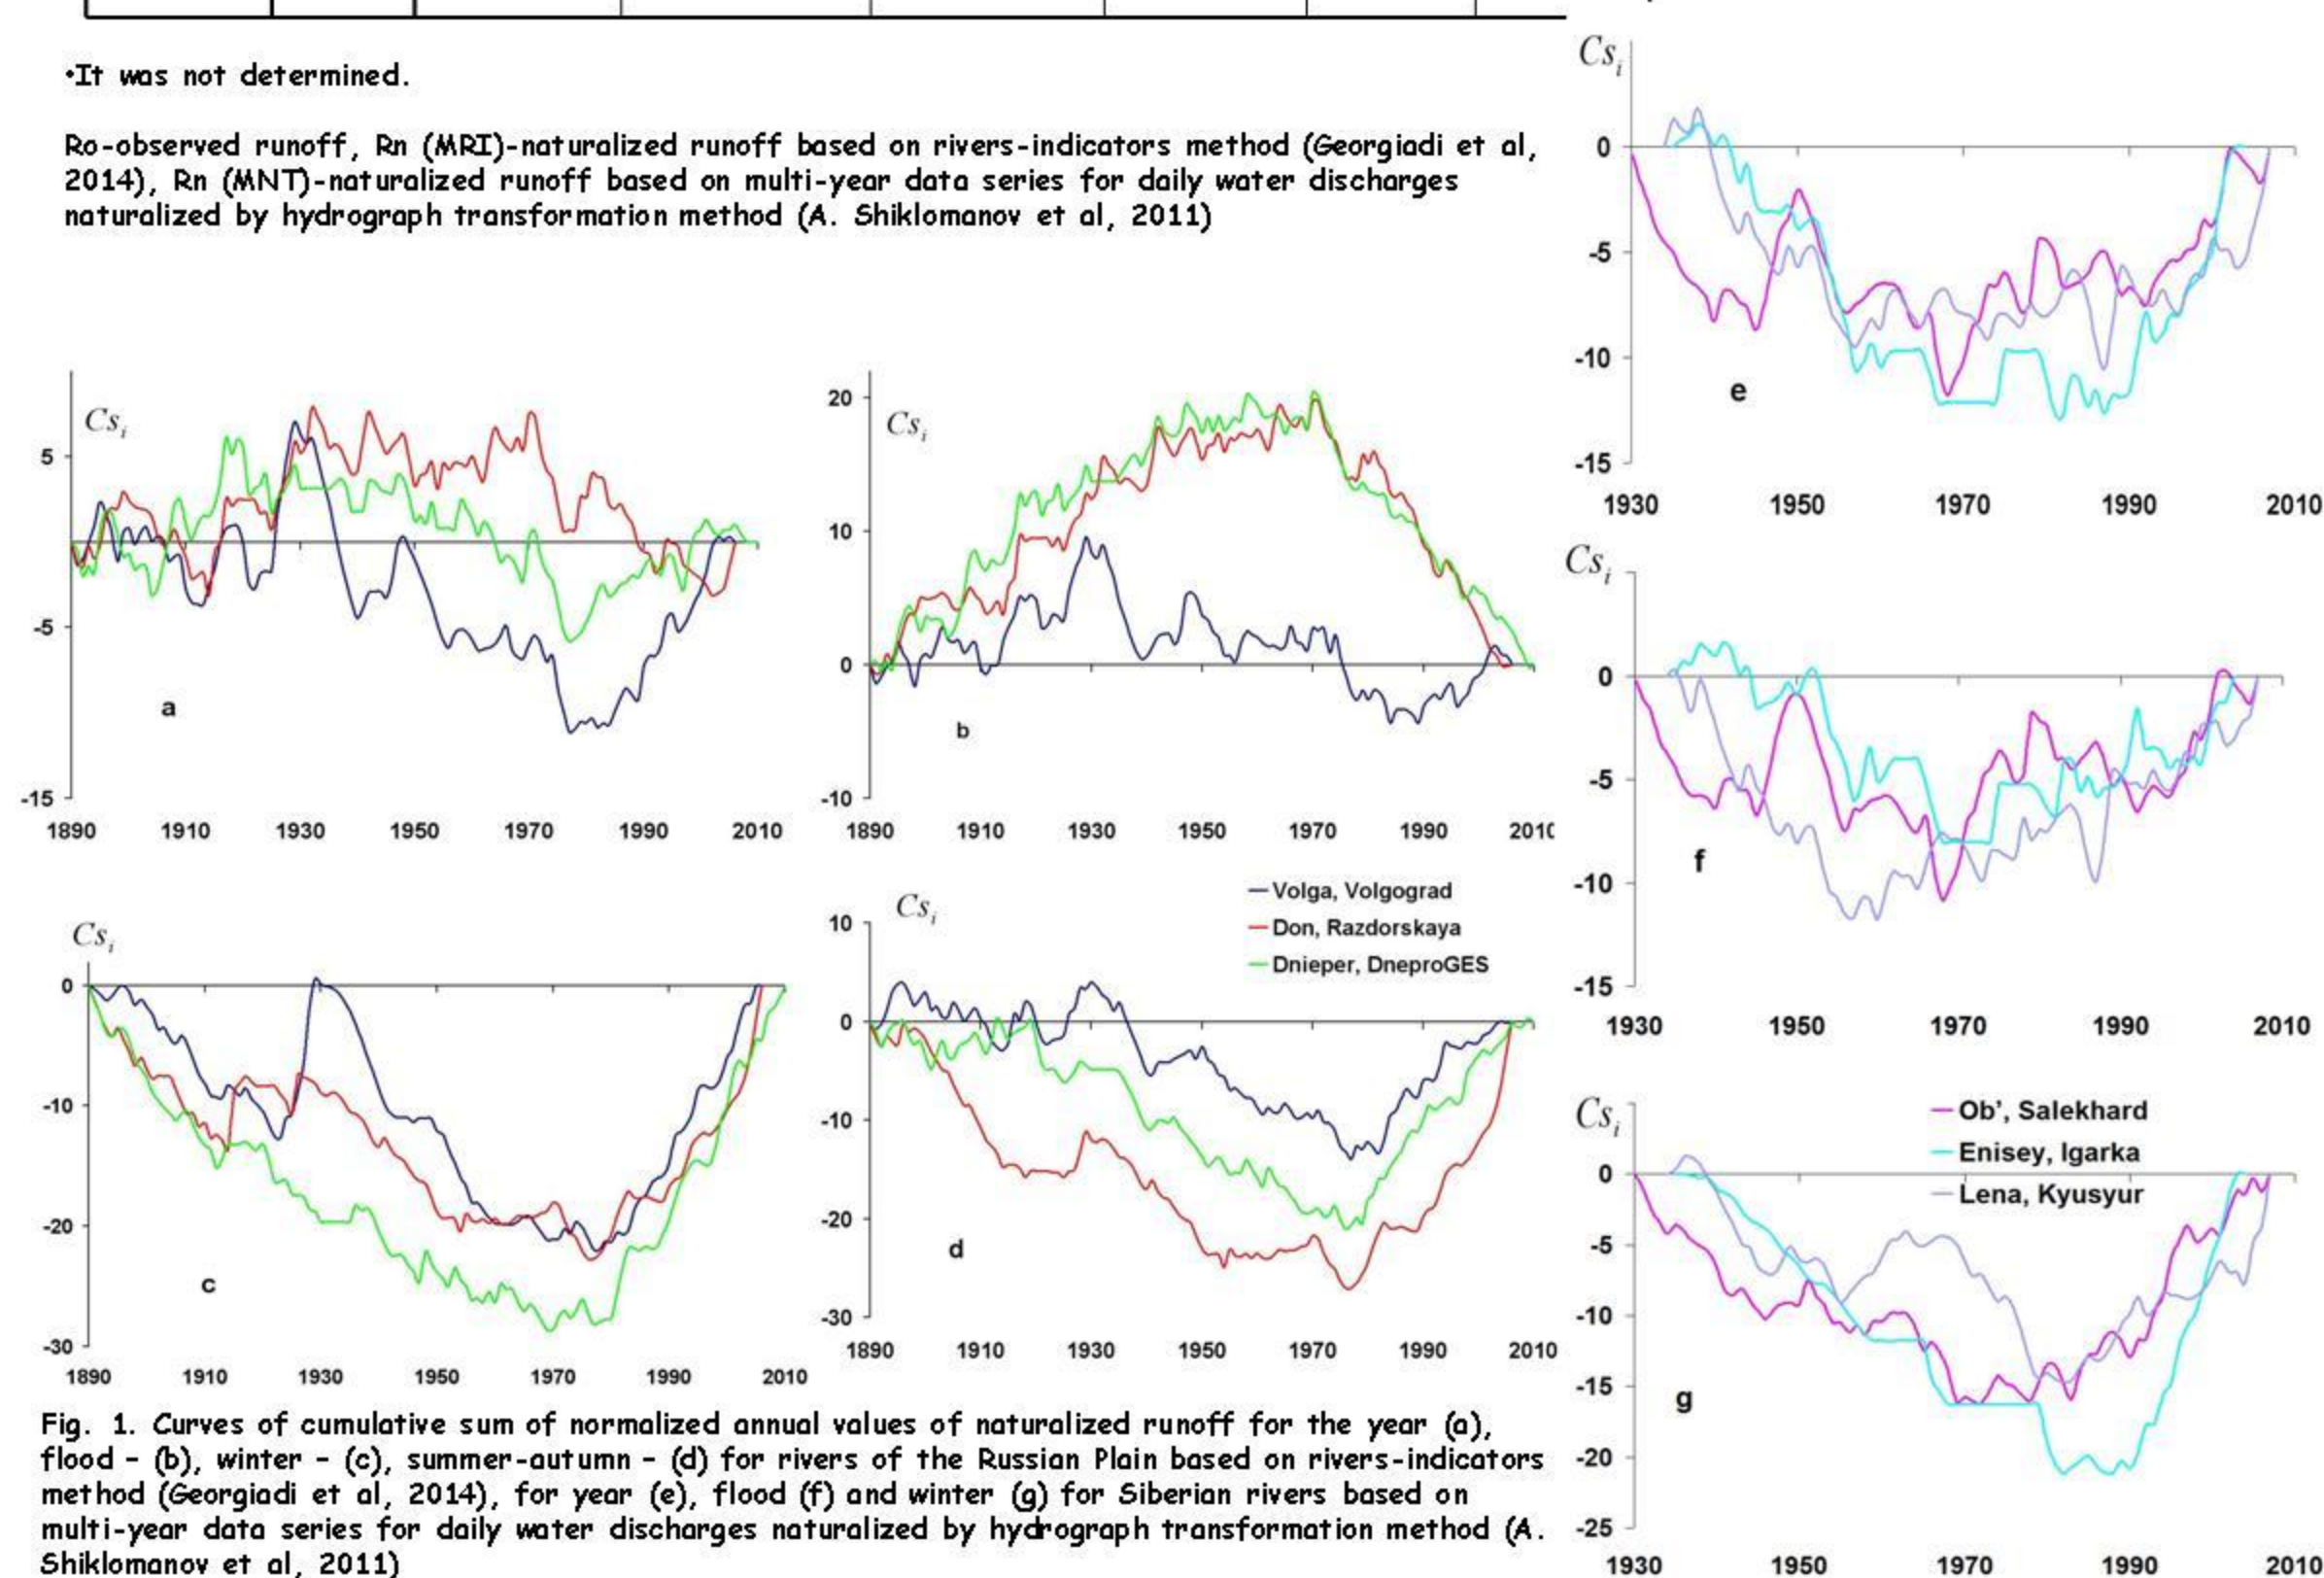 •It was not determined.
Ro-observed runoff, Rn (MRI)-naturalized runoff based on rivers-indicators method (Georgiadi et al,
2014), Rn (MNT)-naturalized runoff based on multi-year data series for daily water discharges
naturalized by hydrograph transformation method (A. Shiklomanov et al, 2011)
Cs_i
5
-5
-15
a
1890 1910 1930 1950 1970 1990 2010
Cs_i
20
10
0
-10
b
1890 1910 1930 1950 1970 1990 2010
Cs_i
0
-10
-20
-30
c
1890 1910 1930 1950 1970 1990 2010
Cs_i
10
0
-10
-20
-30
Volga, Volgograd
Don, Razdorskaya
Dnieper, DneproGES
d
1890 1910 1930 1950 1970 1990 2010
Fig. 1. Curves of cumulative sum of normalized annual values of naturalized runoff for the year (a),
flood - (b), winter - (c), summer-autumn - (d) for rivers of the Russian Plain based on rivers-indicators
method (Georgiadi et al, 2014), for year (e), flood (f) and winter (g) for Siberian rivers based on
multi-year data series for daily water discharges naturalized by hydrograph transformation method (A.
Shiklomanov et al, 2011)
Cs_i
0
-5
-10
-15
e
1930 1950 1970 1990 2010
Cs_i
0
-5
-10
-15
f
1930 1950 1970 1990 2010
Cs_i
0
-5
-10
-15
-20
-25
Ob', Salekhard
Enisey, Igarka
Lena, Kyusyur
g
1930 1950 1970 1990 2010